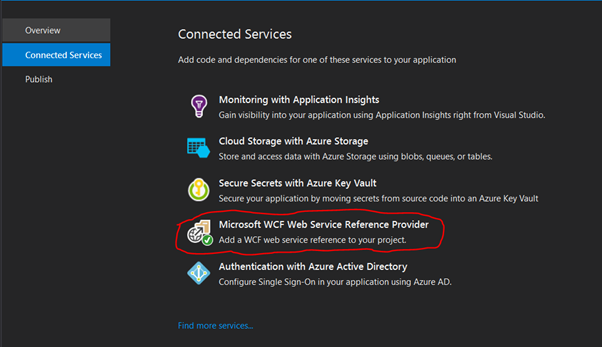 Overview
Connected Services
Publish
Connected Services
Add code and dependencies for one of these services to your application
Monitoring with Application Insights
Gain visibility into your application using Application Insights right from Visual Studio.
Cloud Storage with Azure Storage
Store and access data with Azure Storage using blobs, queues, or tables.
Secure Secrets with Azure Key Vault
Secure your application by moving secrets from source code into an Azure Key Vault
Microsoft WCF Web Service Reference Provider
Add a WCF web service reference to your project.
Authentication with Azure Active Directory
Configure Single Sign-On in your application using Azure AD.
Find more services...